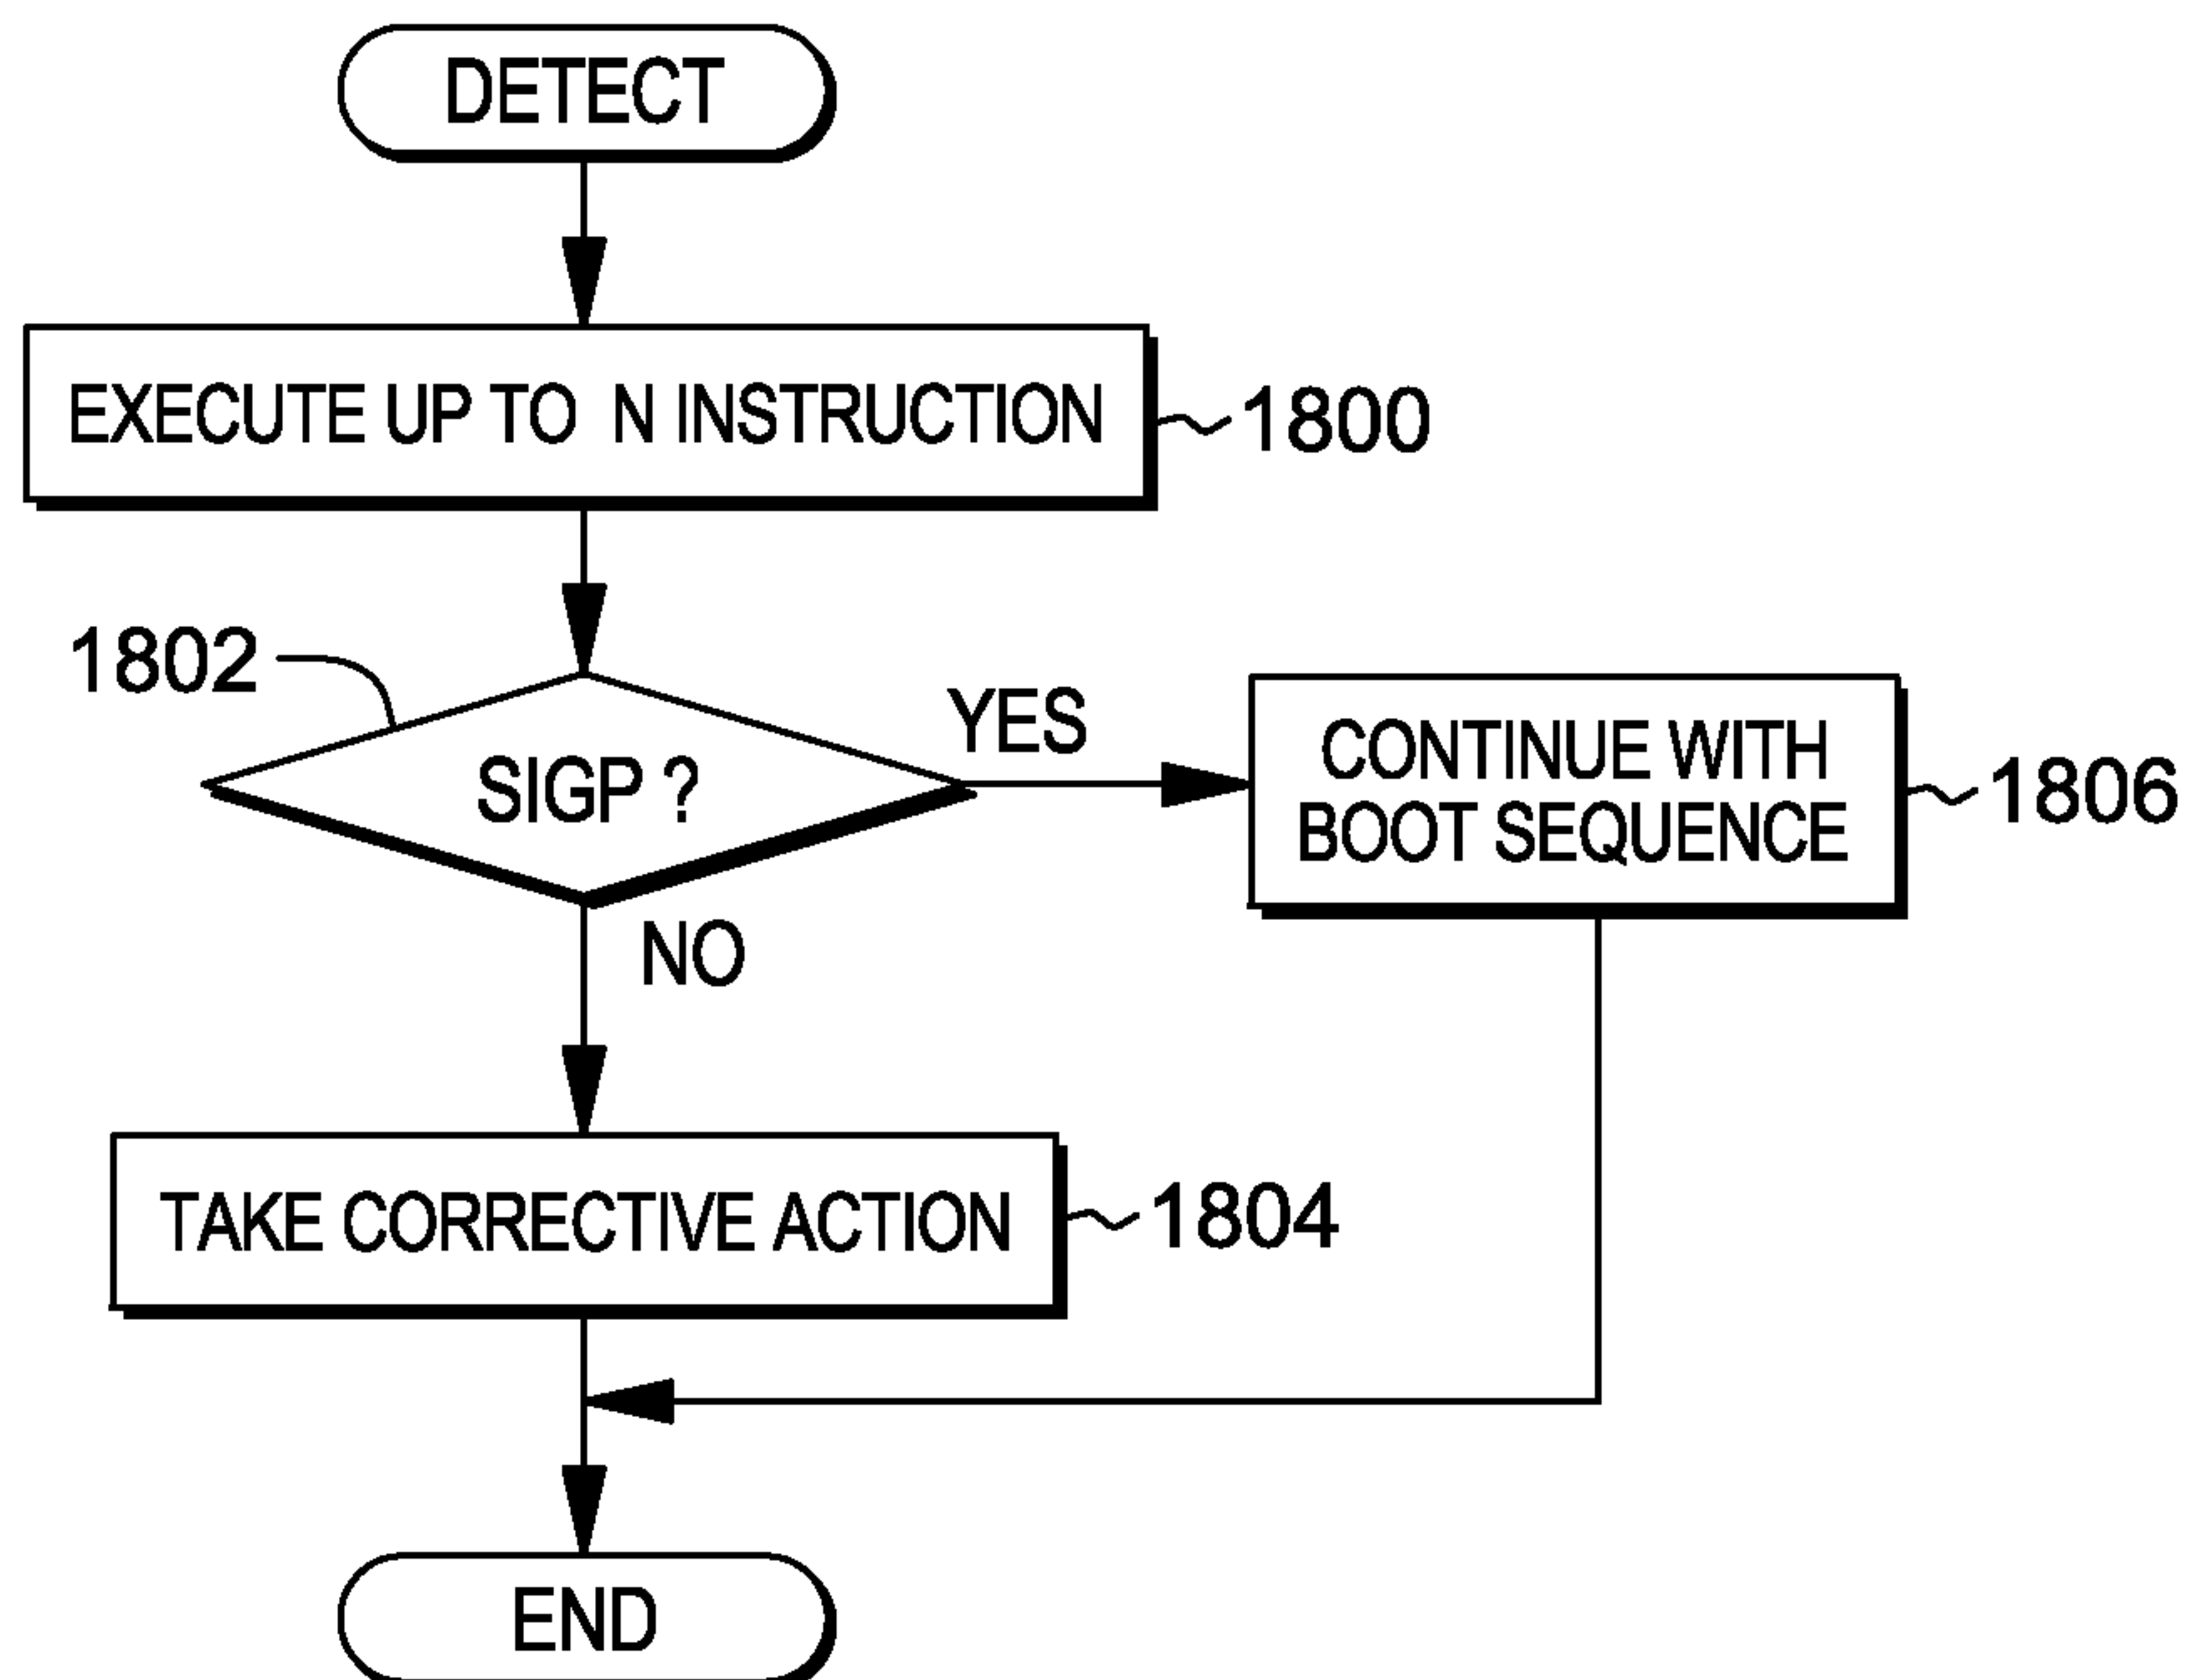 DETECT
EXECUTE UP TO N INSTRUCTION
1800
1802
SIGP ?
YES
CONTINUE WITH
BOOT SEQUENCE
1806
NO
TAKE CORRECTIVE ACTION
1804
END